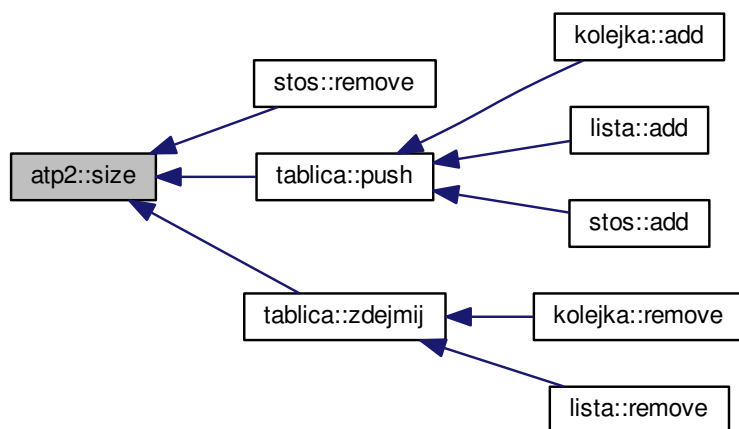 kolejka::add
stos::remove
lista::add
atp2::size
tablica::push
stos::add
tablica::zdejmij
kolejka::remove
lista::remove